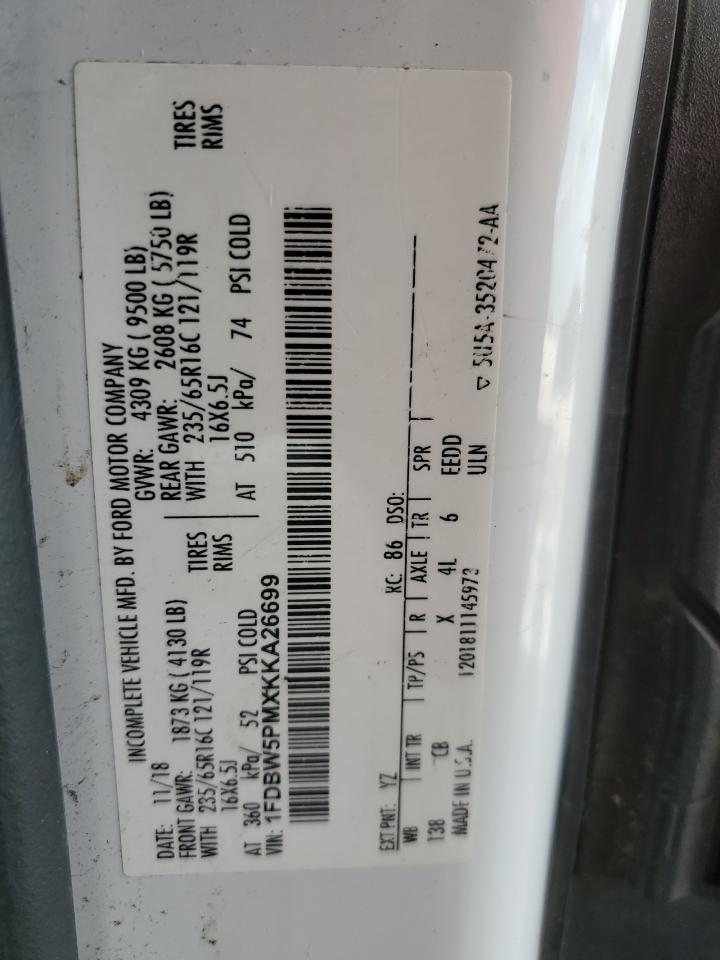 INCOMPLETE VEHICLE MFD. BY FORD MOTOR COMPANY
DATE: 11/18 GVWR: 4309 KG ( 9500 LB)
FRONT GAWR: 1873 KG ( 4130 LB) REAR GAWR: 2608 KG ( 5750 LB)
WITH 235/65R16C 121/119R TIRES WITH 235/65R16C 121/119R TIRES
16X6.5J RIMS 16X6.5J RIMS
AT 360 kPa/ 52 PSI COLD AT 510 kPa/ 74 PSI COLD
VIN: 1FDBW5PMXKKA26699
EXT PNT: YZ RC: 86 DSO:
WB INT TR TP/PS R AXLE TR SPR
138 CB X 4L 6 EEDD
MADE IN U.S.A. 12018111145973 ULN
5U5A-3520472-AA